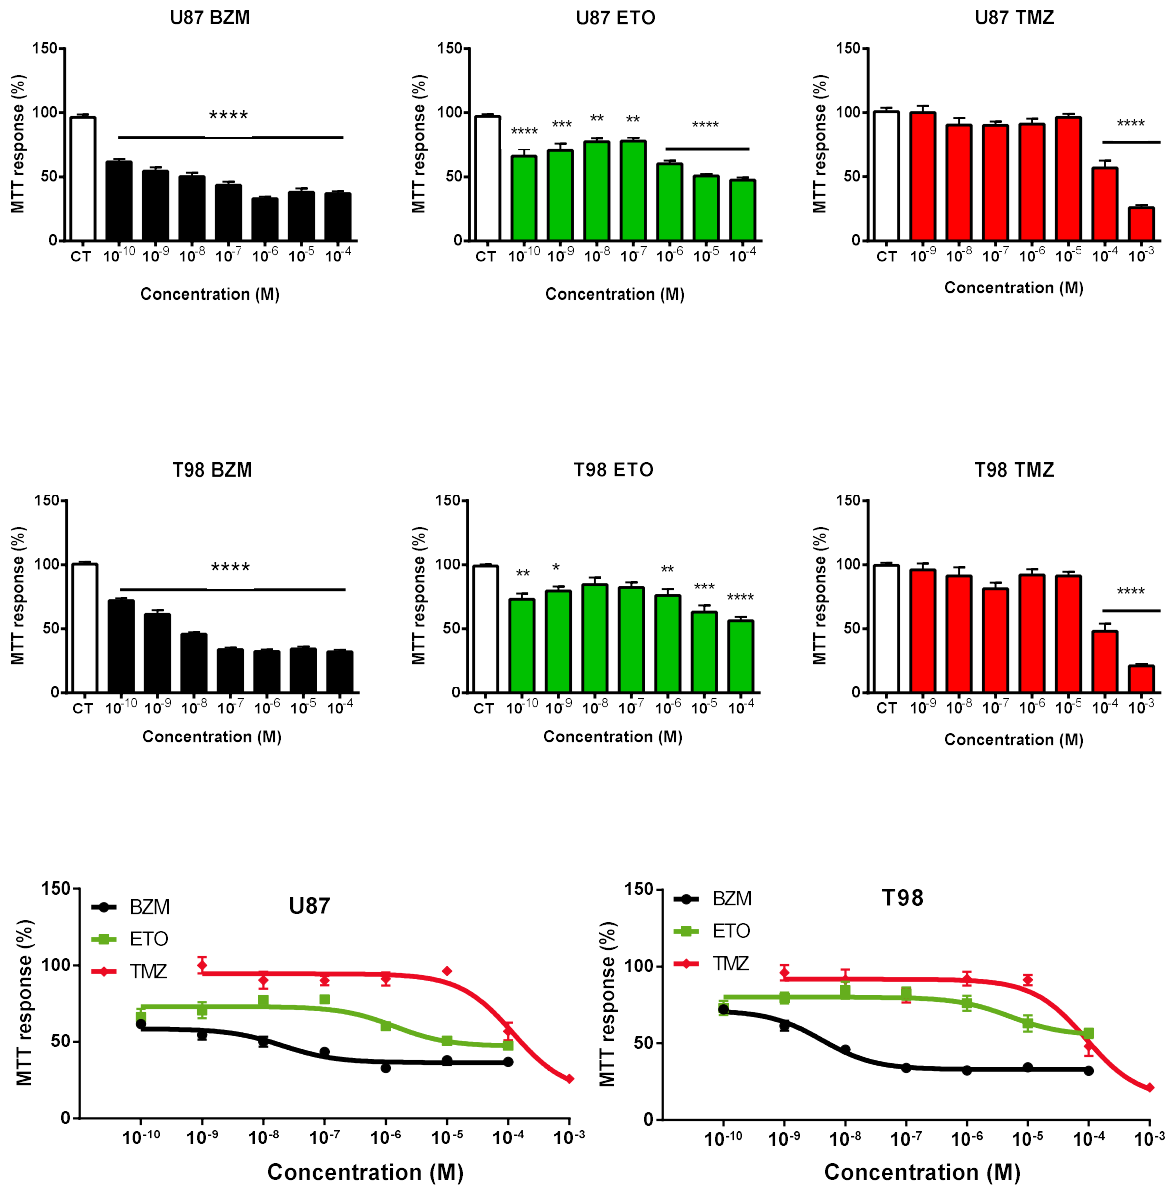 U87 BZM
150
100
50
0
MTT response (%)
****
CT 10-10 10-9 10-8 10-7 10-6 10-5 10-4
Concentration (M)
U87 ETO
150
100
50
0
MTT response (%)
**** *** ** ** ****
CT 10-10 10-9 10-8 10-7 10-6 10-5 10-4
Concentration (M)
U87 TMZ
150
100
50
0
MTT response (%)
****
CT 10-9 10-8 10-7 10-6 10-5 10-4 10-3
Concentration (M)
T98 BZM
150
100
50
0
MTT response (%)
****
CT 10-10 10-9 10-8 10-7 10-6 10-5 10-4
Concentration (M)
T98 ETO
150
100
50
0
MTT response (%)
** * ** *** ****
CT 10-10 10-9 10-8 10-7 10-6 10-5 10-4
Concentration (M)
T98 TMZ
150
100
50
0
MTT response (%)
****
CT 10-9 10-8 10-7 10-6 10-5 10-4 10-3
Concentration (M)
U87
BZM
ETO
TMZ
150
100
50
0
MTT response (%)
10-10 10-9 10-8 10-7 10-6 10-5 10-4 10-3
Concentration (M)
T98
BZM
ETO
TMZ
150
100
50
0
MTT response (%)
10-10 10-9 10-8 10-7 10-6 10-5 10-4 10-3
Concentration (M)